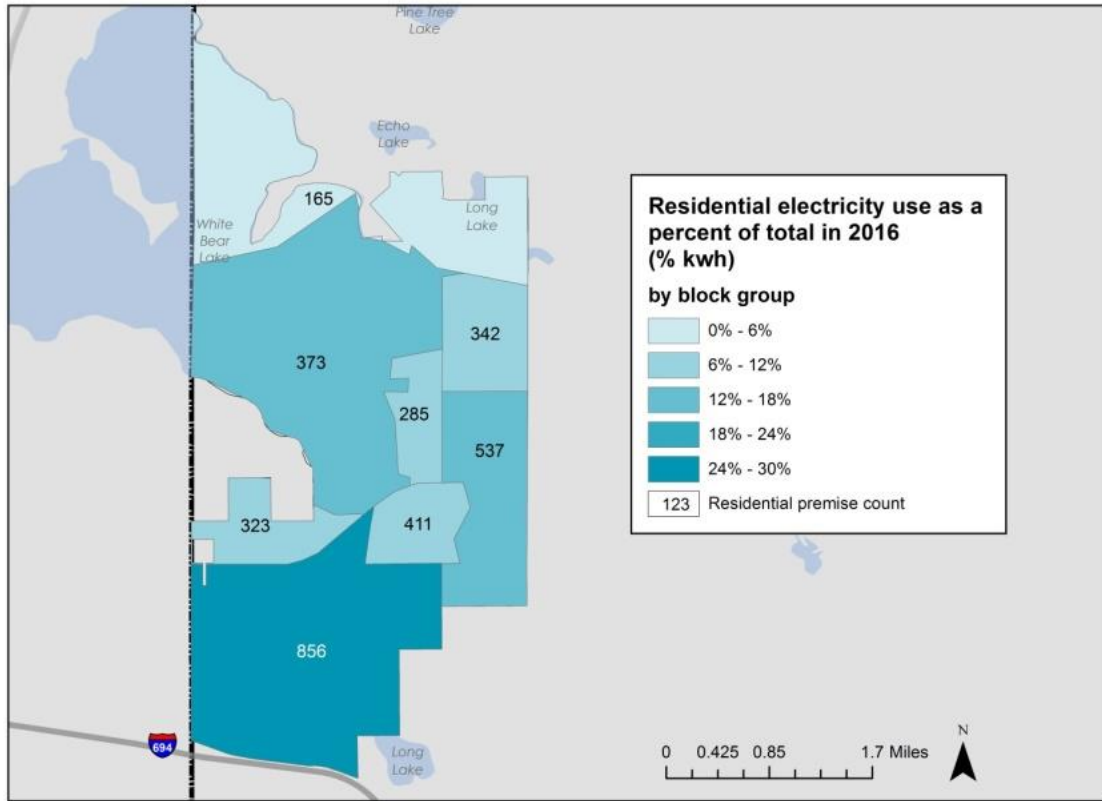 Pine Tree
Lake
Echo
Lake
165
Long
Lake
White
Bear
Lake
342
373
285
537
323
411
856
694
Long
Lake
Residential electricity use as a
percent of total in 2016
(% kwh)
by block group
0% - 6%
6% - 12%
12% - 18%
18% - 24%
24% - 30%
123 Residential premise count
0 0.425 0.85 1.7 Miles
N